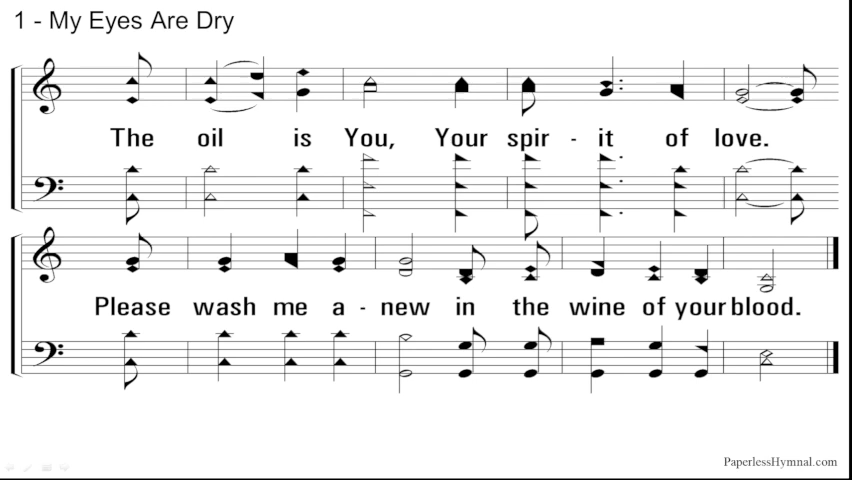 1 - My Eyes Are Dry
The oil is You, Your spir - it of love.
Please wash me a - new in the wine of your blood.
PaperlessHymnal.com